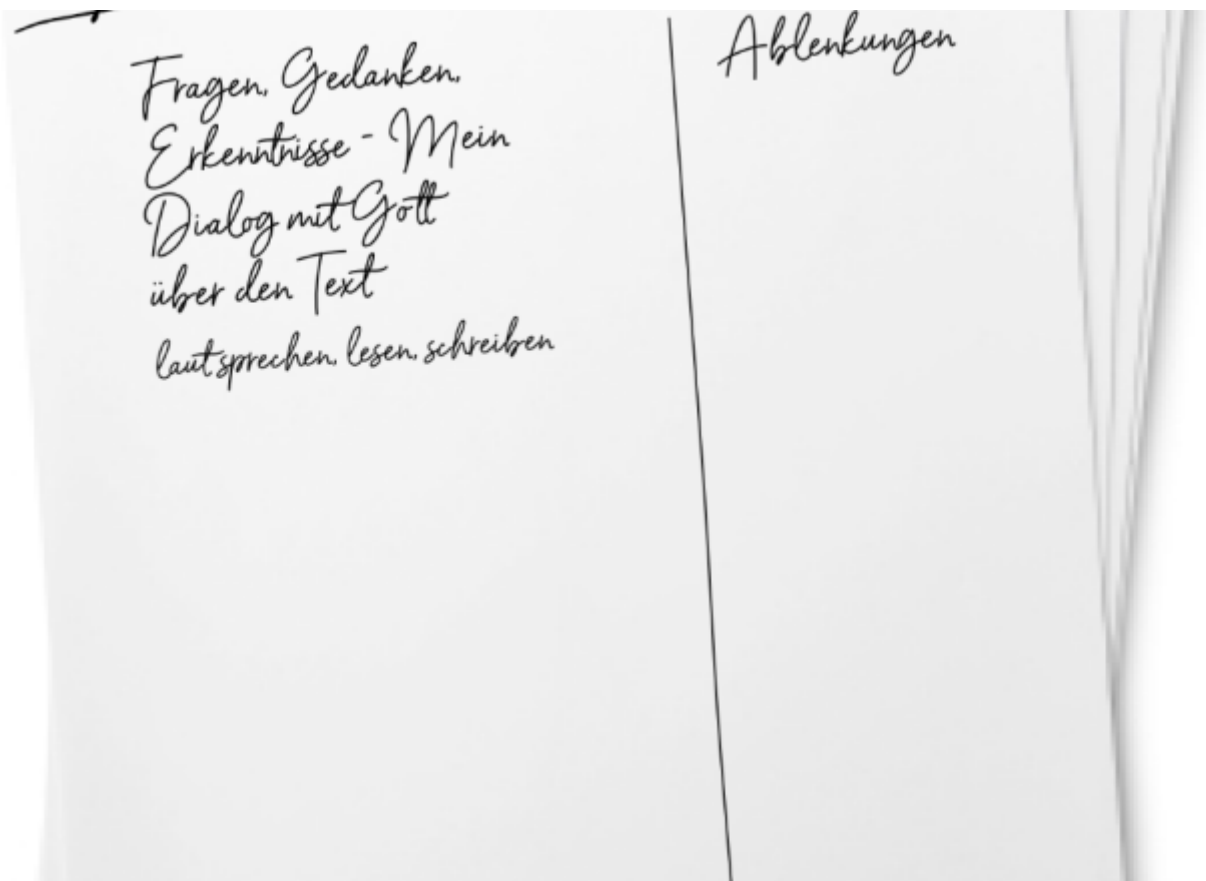 Fragen, Gedanken,
Erkenntnisse - Mein
Dialog mit Gott
über den Text
laut sprechen, lesen, schreiben
Ablenkungen